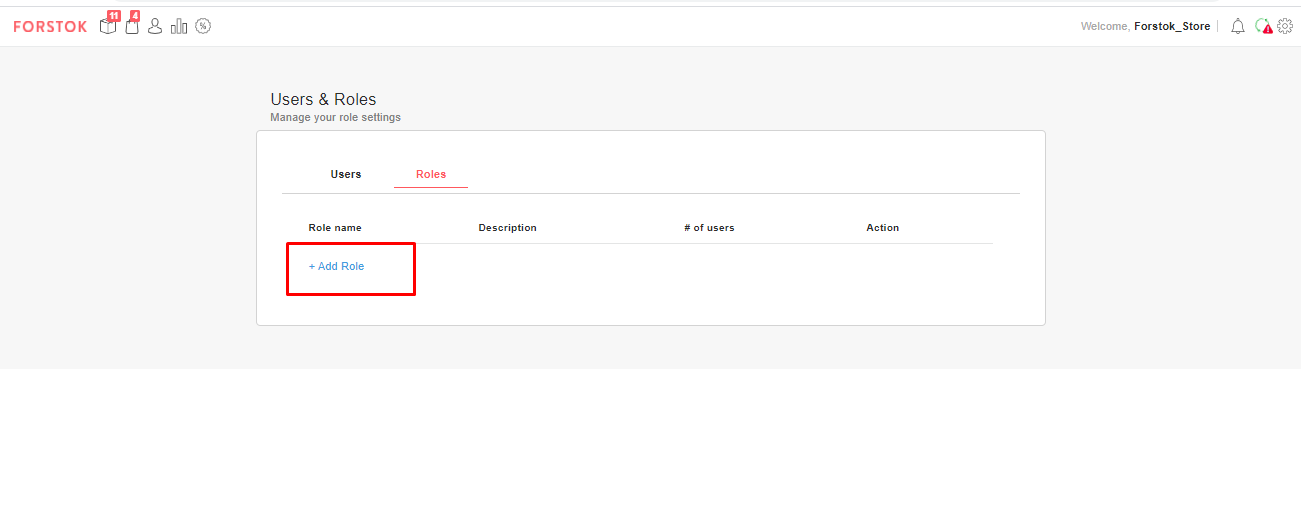 FORSTOK 11 4 % Welcome, Forstok_Store
Users & Roles
Manage your role settings
Users Roles
Role name Description # of users Action
+ Add Role